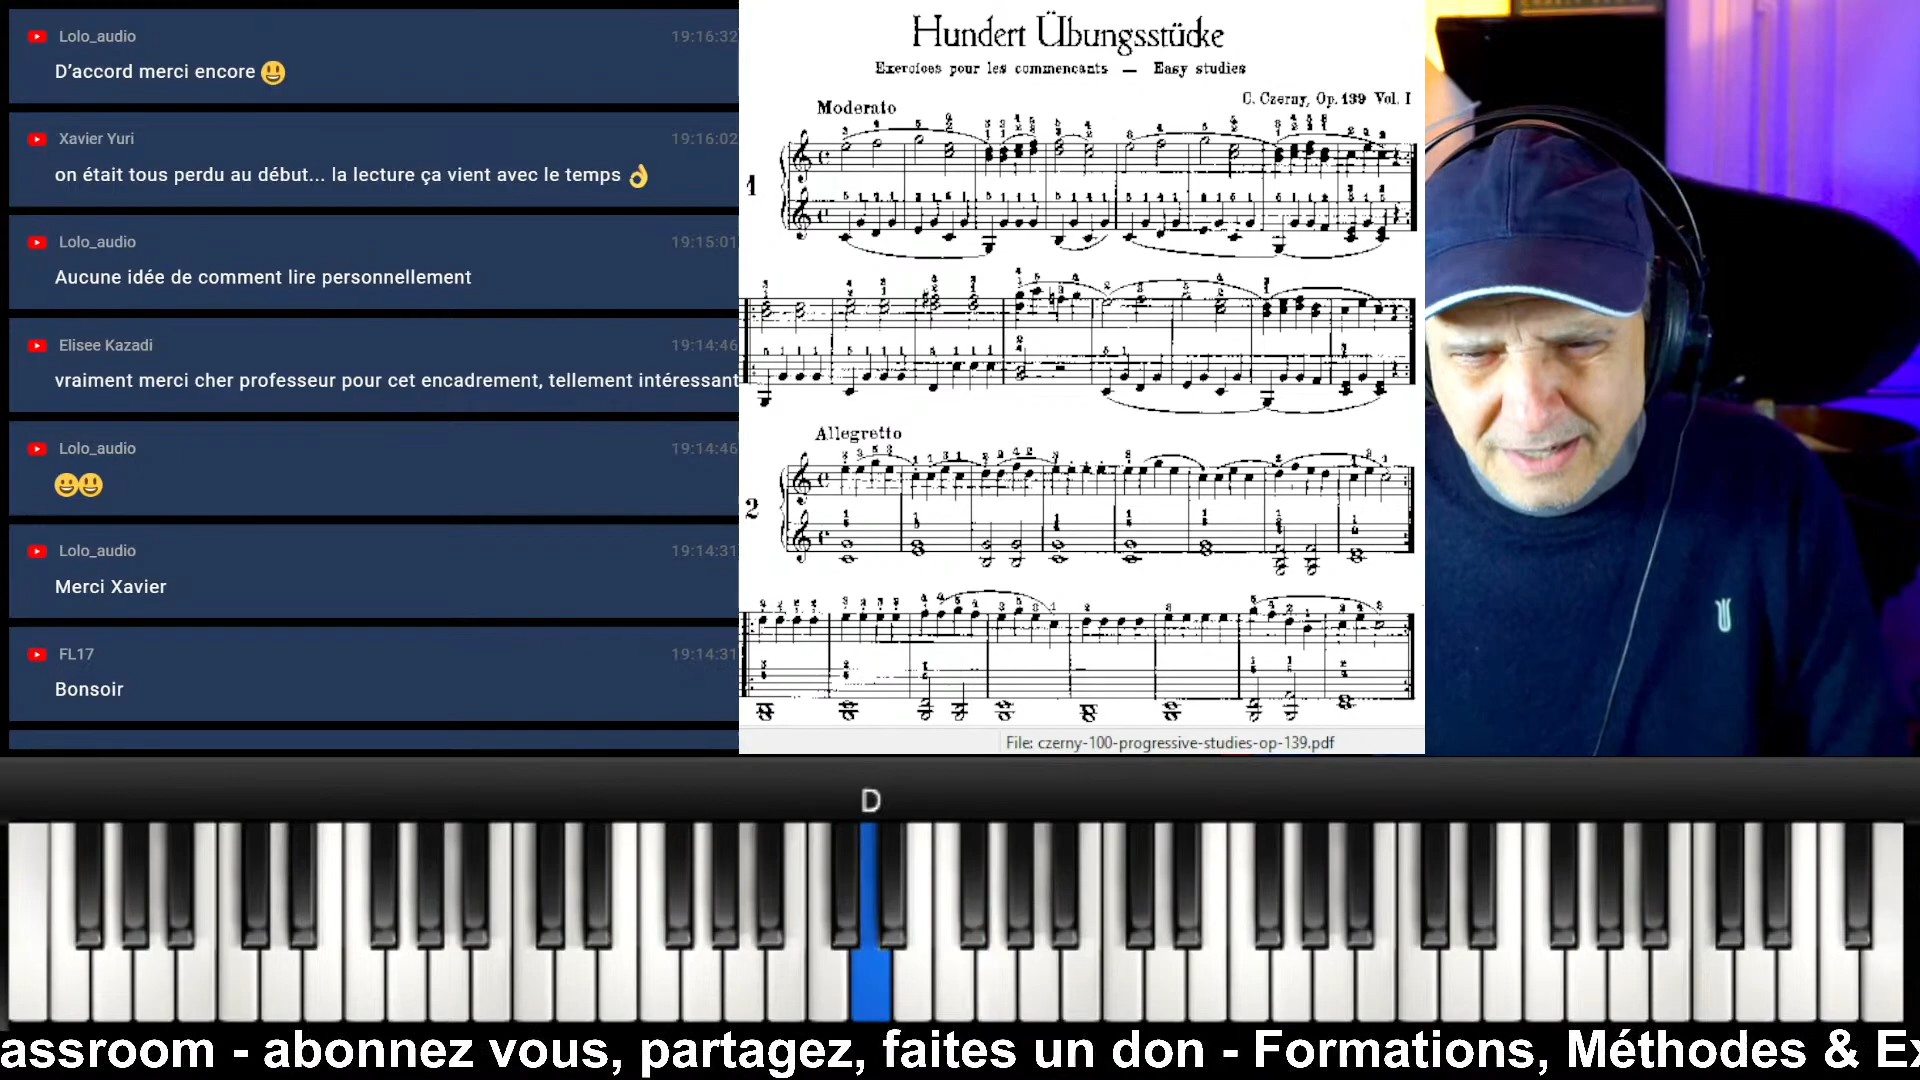 Lolo_audio 19:16:32
D’accord merci encore 😃
Xavier Yuri 19:16:02
on était tous perdu au début... la lecture ça vient avec le temps 👌
Lolo_audio 19:15:01
Aucune idée de comment lire personnellement
Elisee Kazadi 19:14:46
vraiment merci cher professeur pour cet encadrement, tellement intéressant
Lolo_audio 19:14:46
😃😃
Lolo_audio 19:14:31
Merci Xavier
FL17 19:14:31
Bonsoir
Hundert Übungsstücke
Exercices pour les commencants — Easy studies
C. Czerny, Op. 139 Vol. I
Moderato
1
Allegretto
2
File: czerny-100-progressive-studies-op-139.pdf
D
assroom - abonnez vous, partagez, faites un don - Formations, Méthodes & Ex